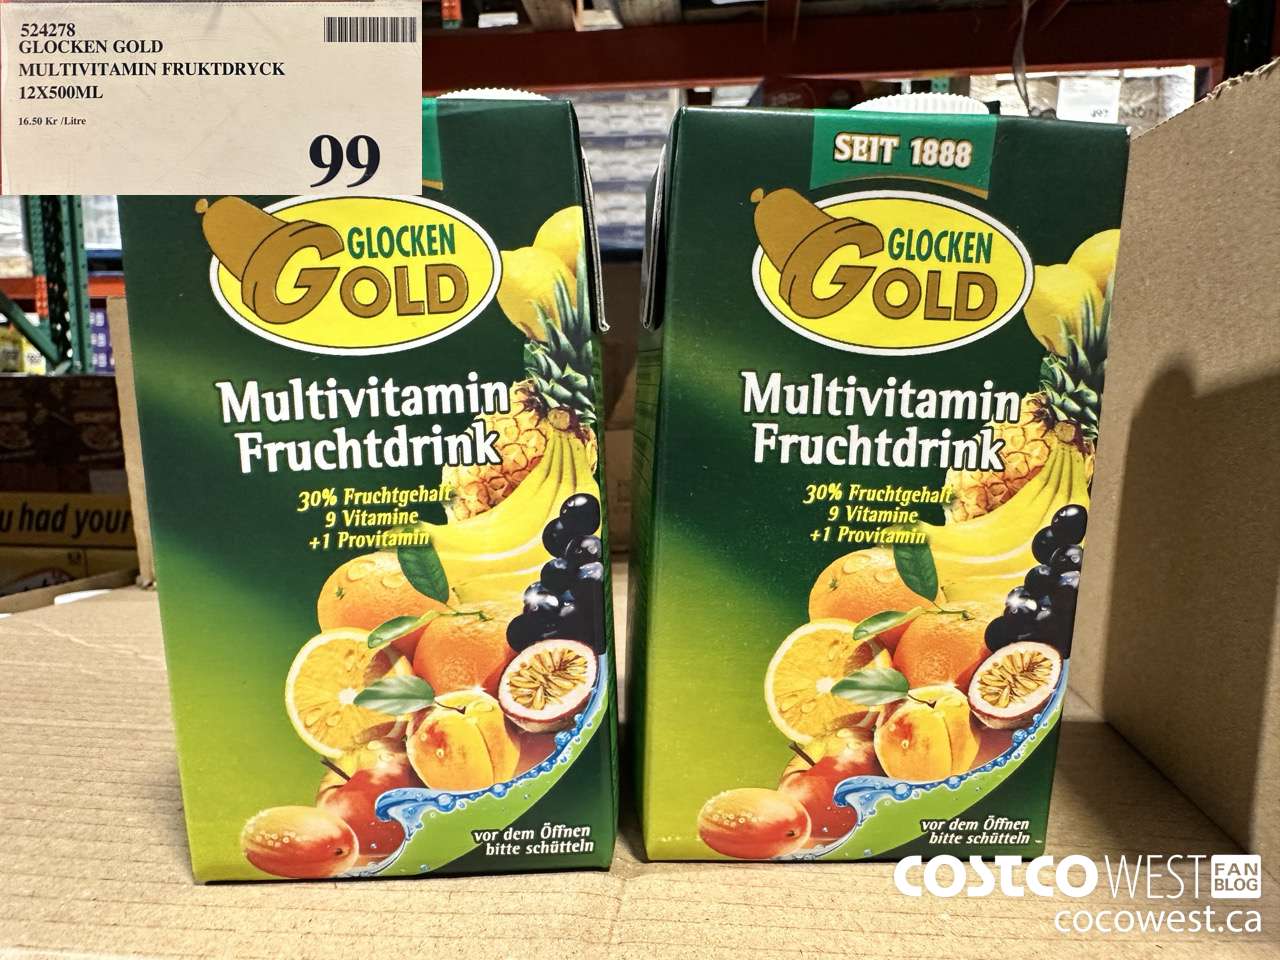 524278
GLOCKEN GOLD
MULTIVITAMIN FRUKTDRYCK
12X500ML
16.50 Kr /Litre
99
SEIT 1888
GLOCKEN
GOLD
Multivitamin
Fruchtdrink
30% Fruchtgehalt
9 Vitamine
+1 Provitamin
vor dem Öffnen
bitte schütteln
GLOCKEN
GOLD
Multivitamin
Fruchtdrink
30% Fruchtgehalt
9 Vitamine
+1 Provitamin
vor dem Öffnen
bitte schütteln
u had your
COSTCO WEST FAN BLOG
cocowest.ca